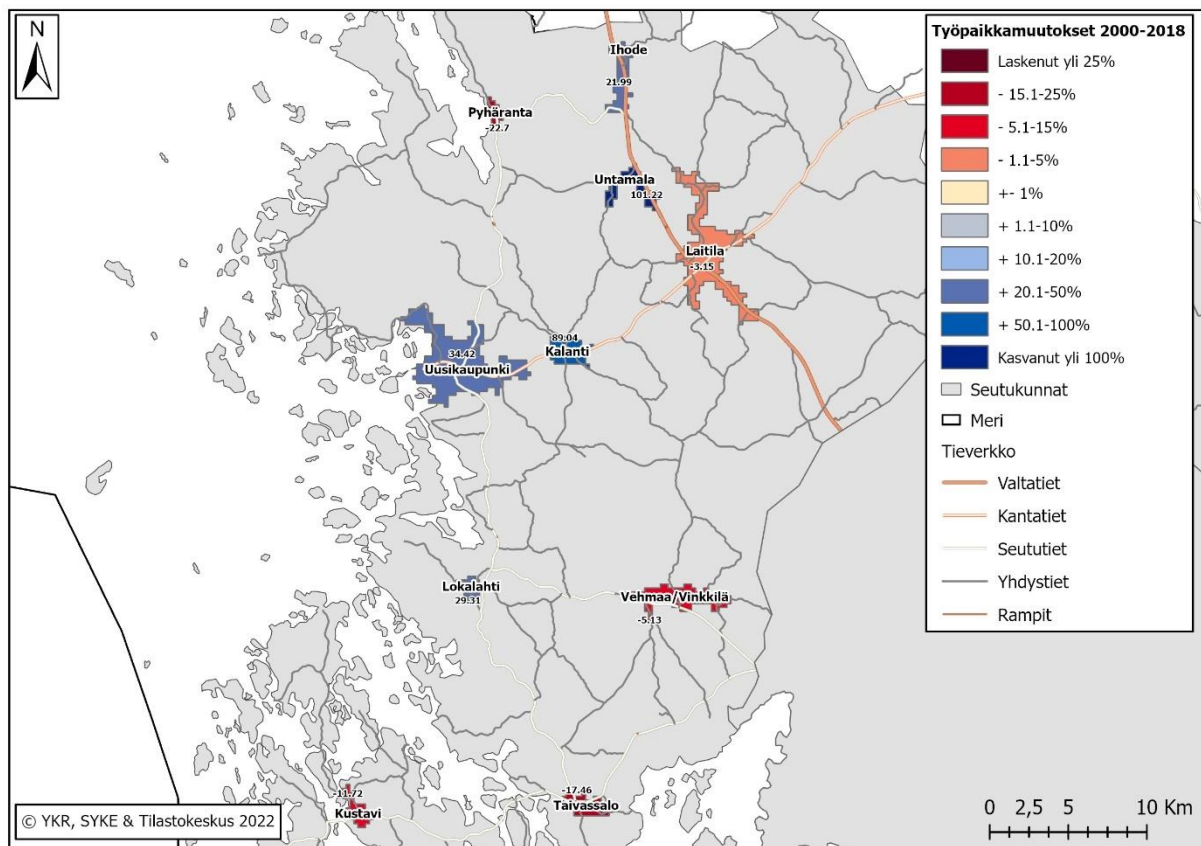 N
Ihode
21.99
Pyhäranta
-22.7
Untamala
101.22
Laitila
-3.15
89.04
Kalanti
34.42
Uusikaupunki
Lokalahti
29.31
Vehmaa/Vinkkilä
-5.13
-17.46
Taivassalo
-11.72
Kustavi
Työpaikkamuutokset 2000-2018
Laskenut yli 25%
- 15.1-25%
- 5.1-15%
- 1.1-5%
+- 1%
+ 1.1-10%
+ 10.1-20%
+ 20.1-50%
+ 50.1-100%
Kasvanut yli 100%
Seutukunnat
Meri
Tieverkko
Valtatiet
Kantatiet
Seututiet
Yhdystiet
Rampit
0 2,5 5 10 Km
© YKR, SYKE & Tilastokeskus 2022